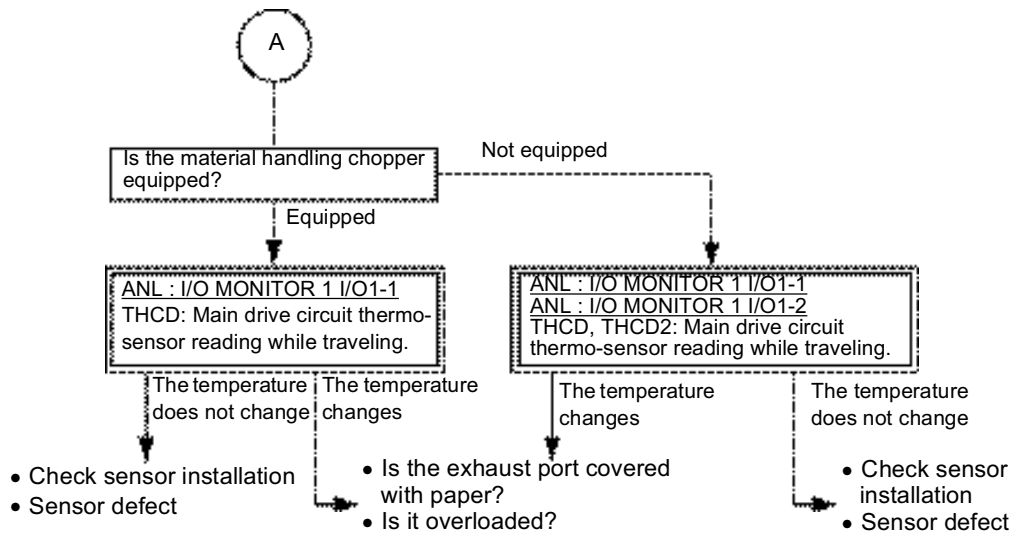 A
Is the material handling chopper
equipped?
Not equipped
Equipped
ANL : I/O MONITOR 1 I/O1-1
THCD: Main drive circuit thermo-
sensor reading while traveling.
ANL : I/O MONITOR 1 I/O1-1
ANL : I/O MONITOR 1 I/O1-2
THCD, THCD2: Main drive circuit
thermo-sensor reading while traveling.
The temperature
does not change
The temperature
changes
The temperature
changes
The temperature
does not change
• Check sensor installation
• Sensor defect
• Is the exhaust port covered
with paper?
• Is it overloaded?
• Check sensor
installation
• Sensor defect